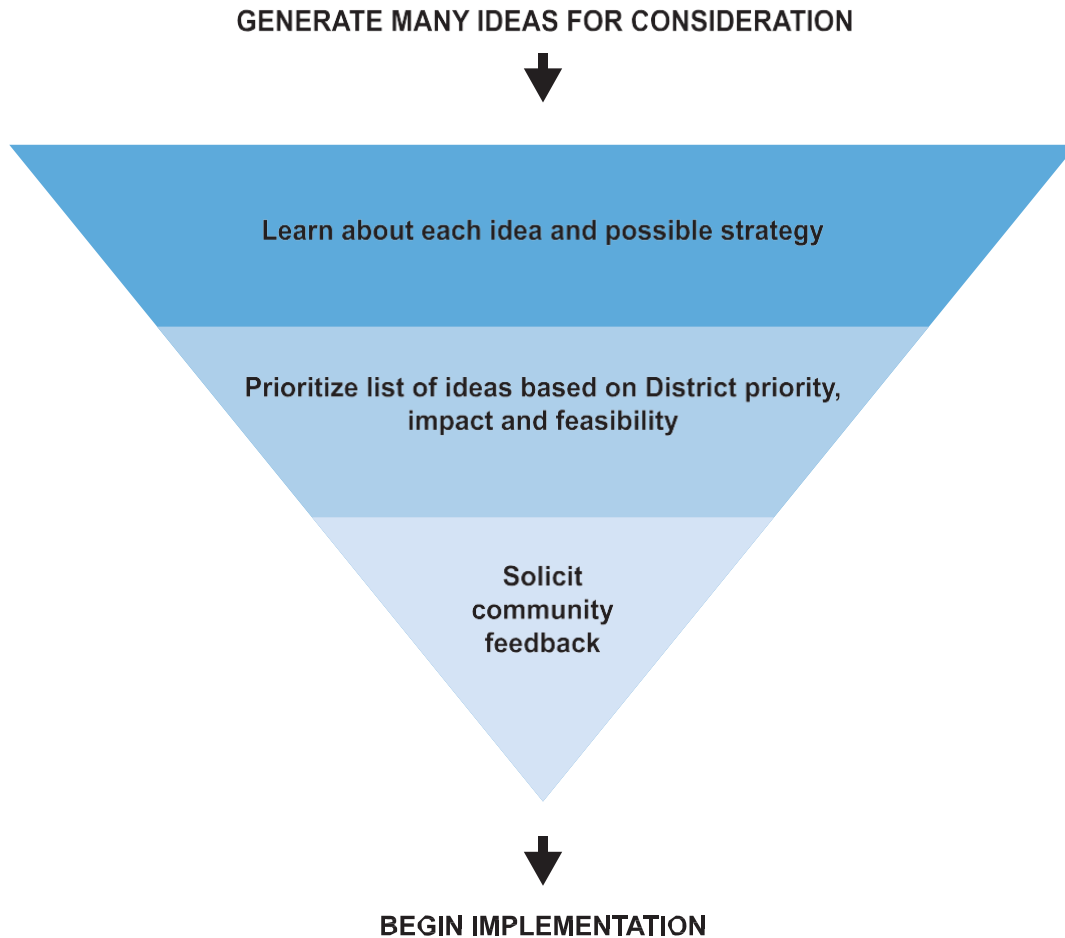 GENERATE MANY IDEAS FOR CONSIDERATION
Learn about each idea and possible strategy
Prioritize list of ideas based on District priority,
impact and feasibility
Solicit
community
feedback
BEGIN IMPLEMENTATION